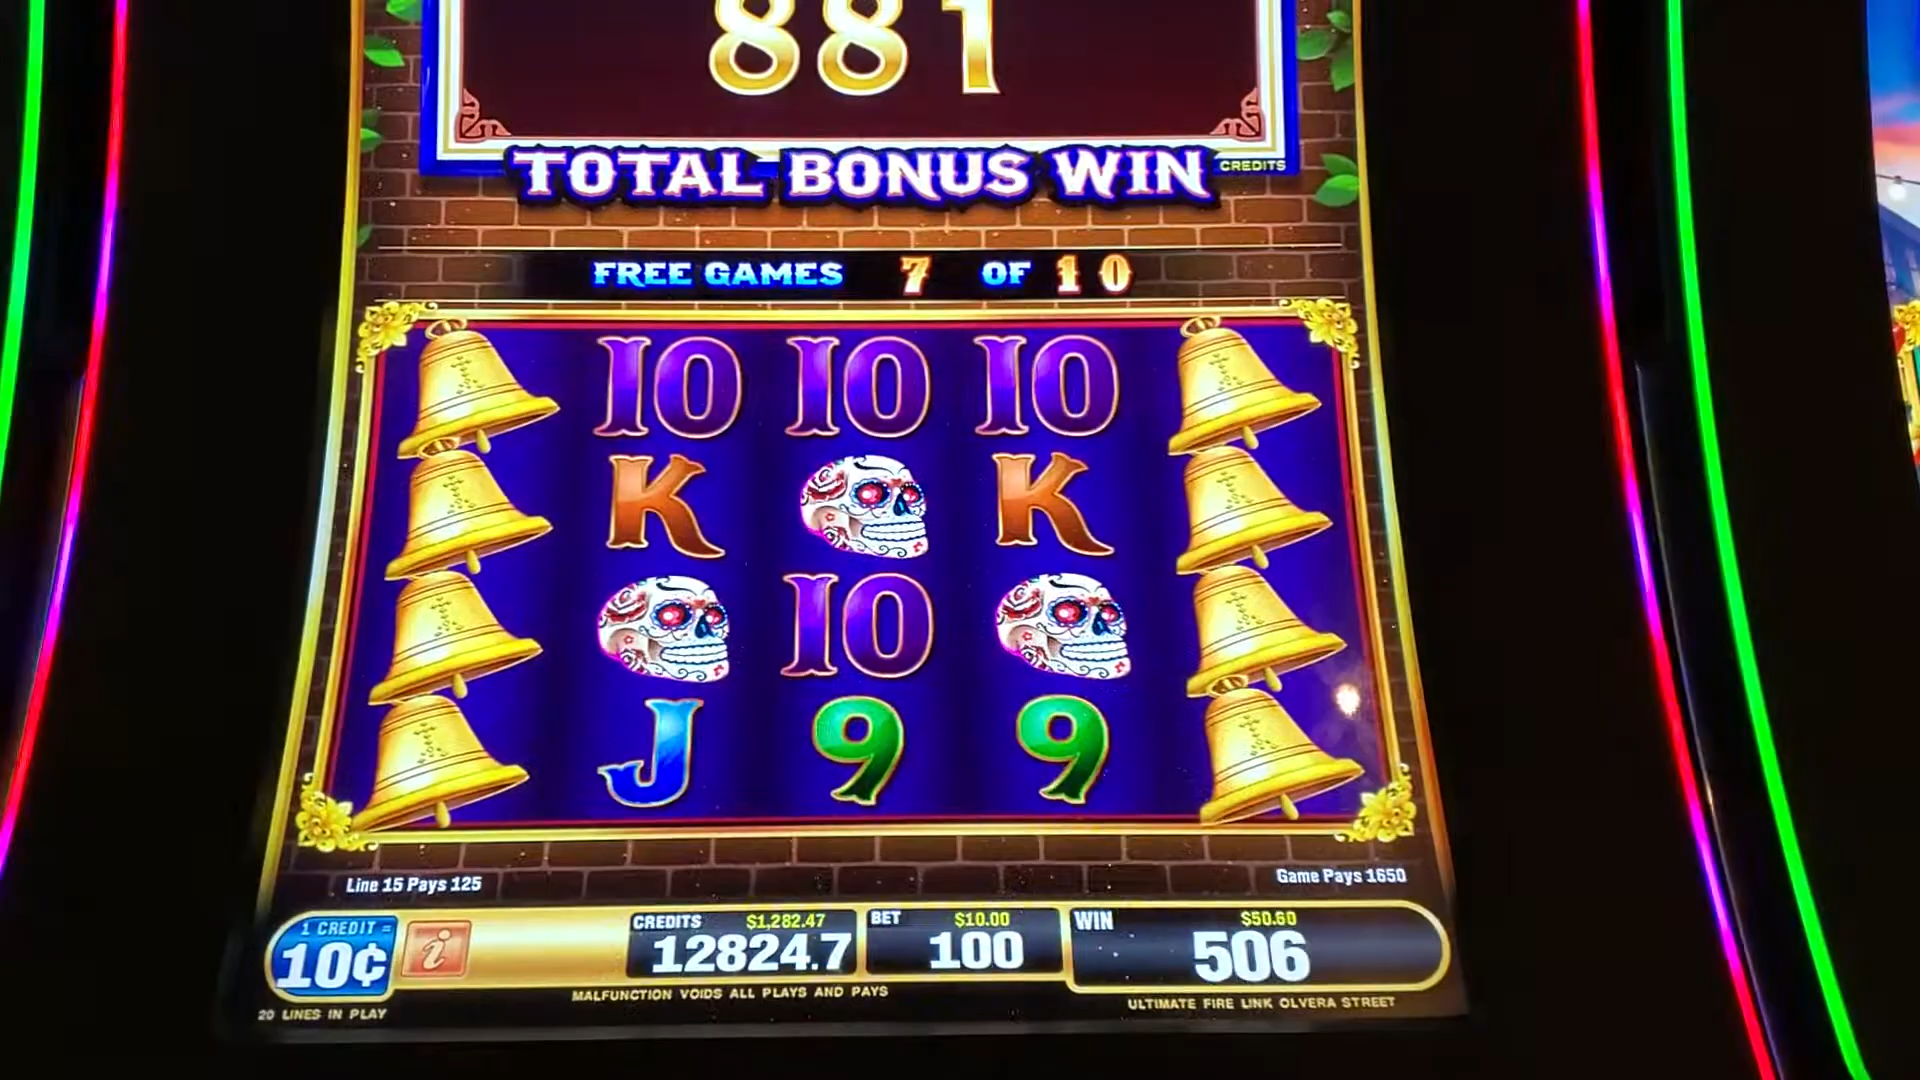 881
TOTAL BONUS WIN CREDITS
FREE GAMES 7 OF 10
10 10 10
K K
10
J 9 9
Line 15 Pays 125
Game Pays 1650
1 CREDIT =
10¢
CREDITS $1,282.47
12824.7
BET $10.00
100
WIN $50.60
506
20 LINES IN PLAY
MALFUNCTION VOIDS ALL PLAYS AND PAYS
ULTIMATE FIRE LINK OLVERA STREET